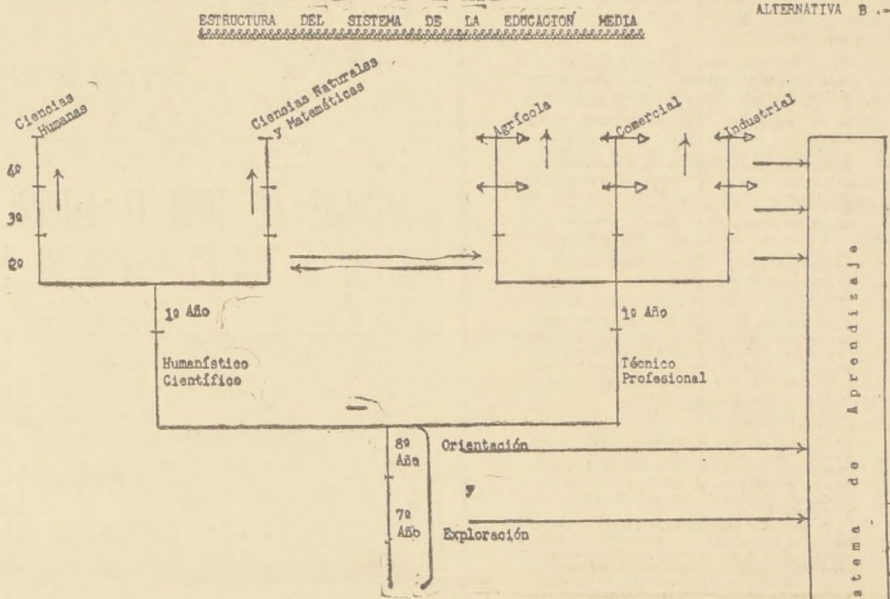 ALTERNATIVA B .-
ESTRUCTURA DEL SISTEMA DE LA EDUCACION MEDIA
&&&&&&&&&&&&&&&&&&&&&&&&&&&&&&&&&&&&&&&&&&&&
Ciencias
Humanas
Ciencias Naturales
y Matemáticas
Agrícola
Comercial
Industrial
4º
3º
2º
1º Año
1º Año
Humanístico
Científico
Técnico
Profesional
8º
Año
Orientación
y
7º
Año
Exploración
stema de Aprendizaje